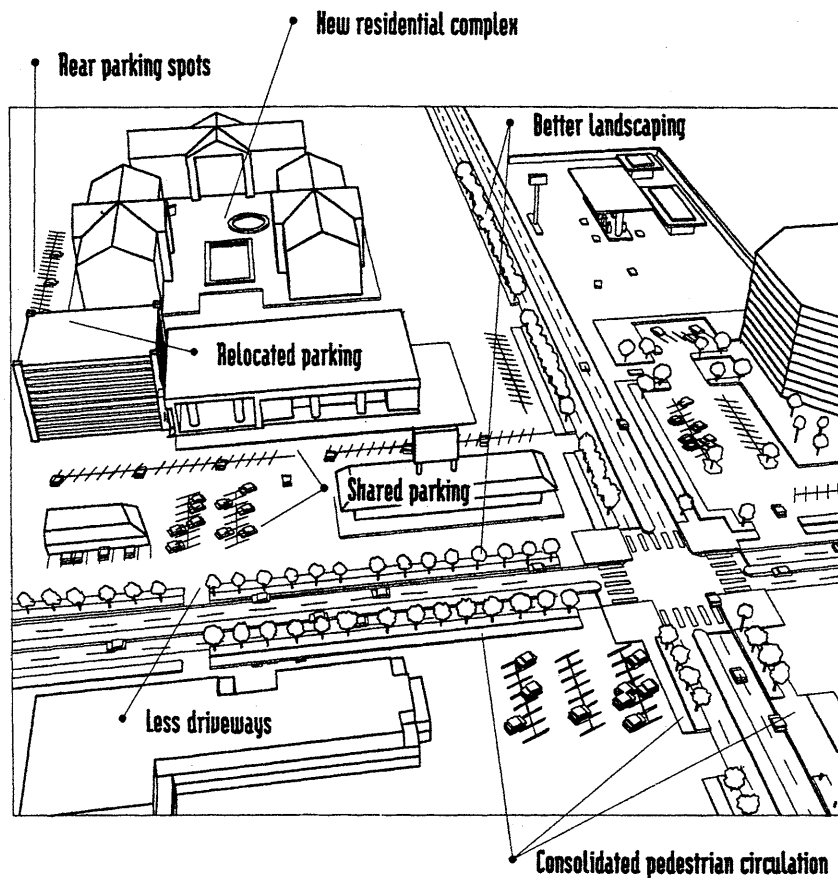 New residential complex
Rear parking spots
Better landscaping
Relocated parking
Shared parking
Less driveways
Consolidated pedestrian circulation